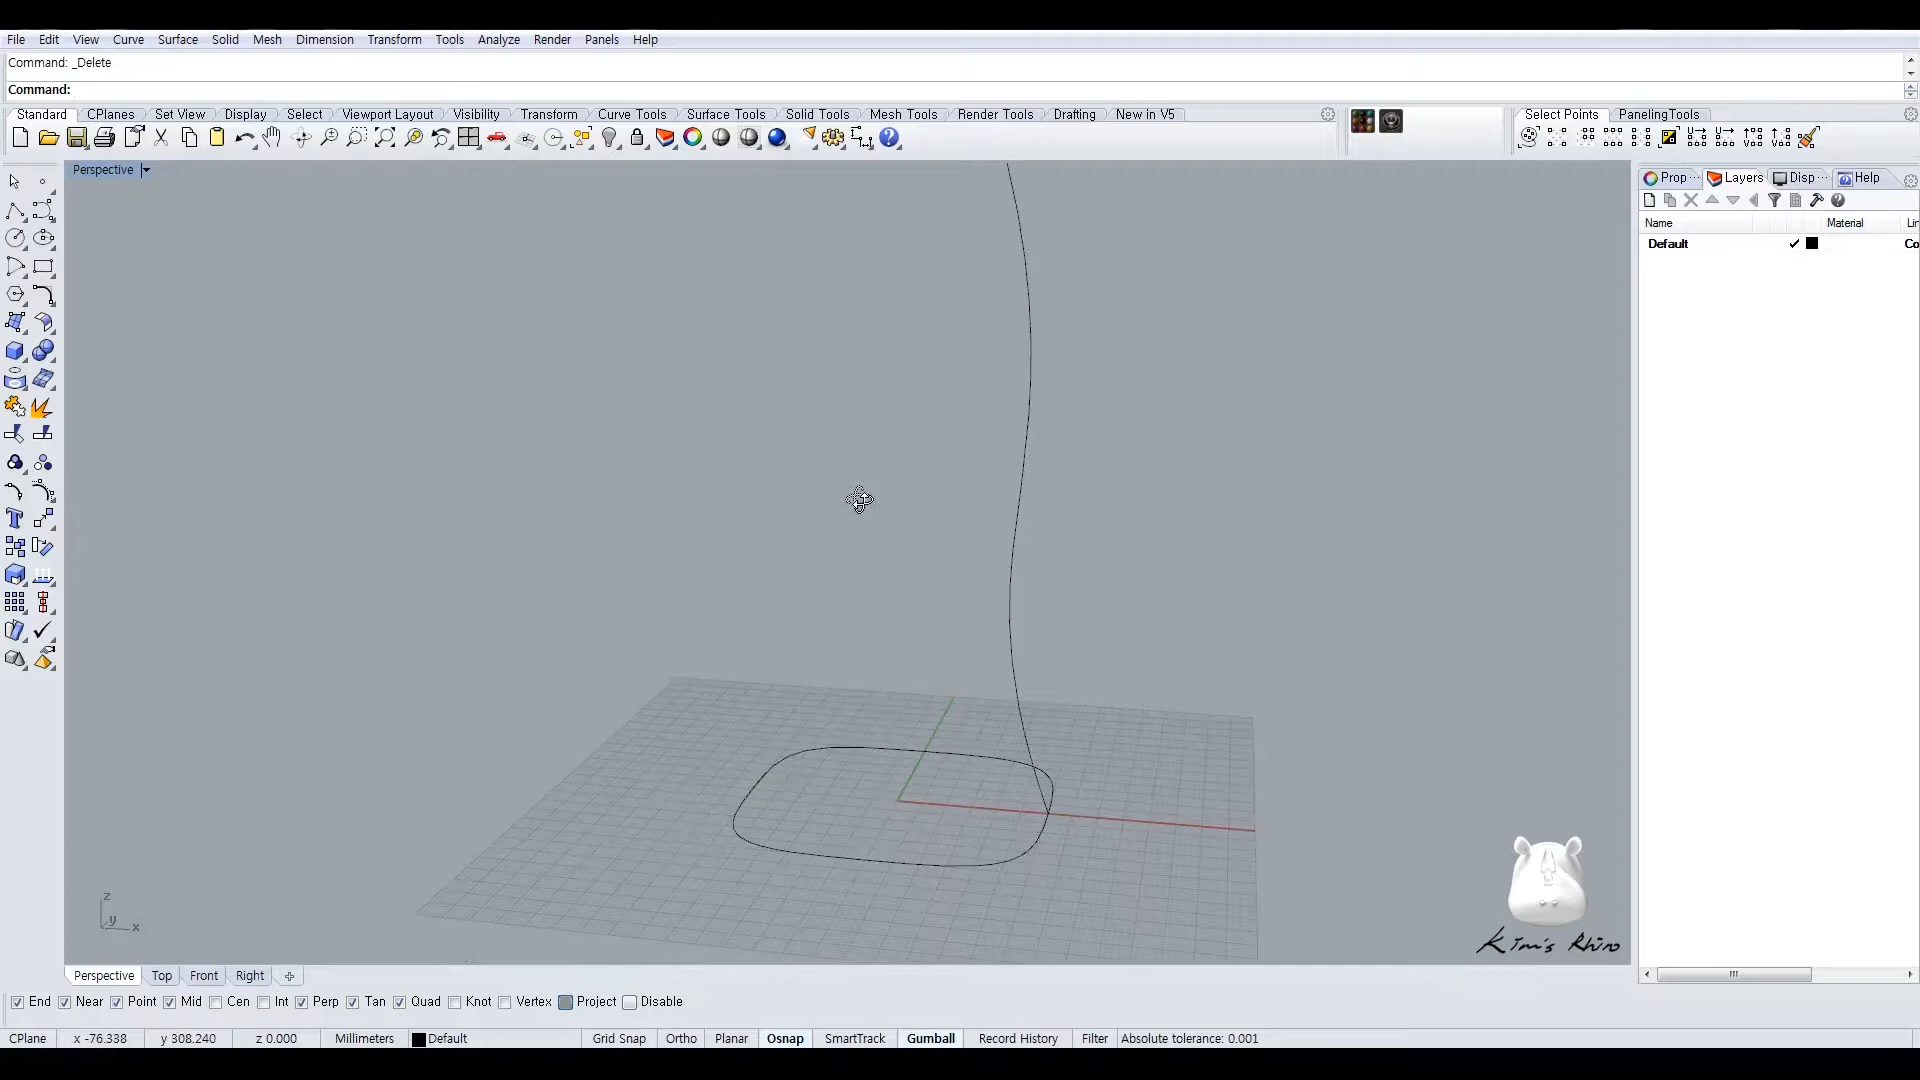 File Edit View Curve Surface Solid Mesh Dimension Transform Tools Analyze Render Panels Help
Command: _Delete
Command:
Standard CPlanes Set View Display Select Viewport Layout Visibility Transform Curve Tools Surface Tools Solid Tools Mesh Tools Render Tools Drafting New in V5 Select Points PanelingTools
Perspective
Prop··· Layers Disp··· Help
Name Material Lin
Default Co
z
y x
Kim's Rhino
Perspective Top Front Right
End Near Point Mid Cen Int Perp Tan Quad Knot Vertex Project Disable
CPlane x -76.338 y 308.240 z 0.000 Millimeters Default Grid Snap Ortho Planar Osnap SmartTrack Gumball Record History Filter Absolute tolerance: 0.001